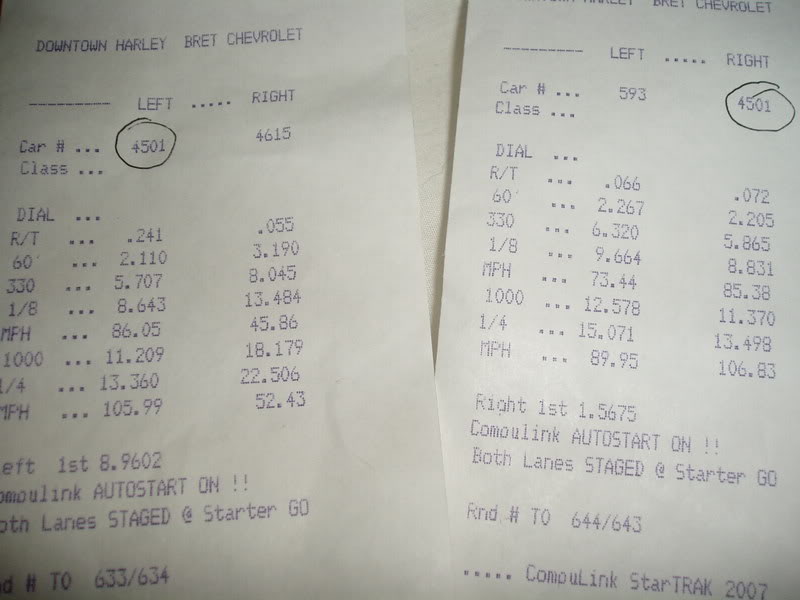 DOWNTOWN HARLEY BRET CHEVROLET
--------- LEFT ..... RIGHT
Car # ... 4501 4615
Class ...
DIAL ...
R/T ... .241 .055
60' ... 2.110 3.190
330 ... 5.707 8.045
1/8 ... 8.643 13.484
MPH ... 86.05 45.86
1000 ... 11.209 18.179
1/4 ... 13.360 22.506
MPH ... 105.99 52.43
eft 1st 8.9602
omoulink AUTOSTART ON !!
oth Lanes STAGED @ Starter GO
nd # TO 633/634
OWNTOWN HARLEY BRET CHEVROLET
--------- LEFT ..... RIGHT
Car # ... 593 4501
Class ...
DIAL ...
R/T ... .066 .072
60' ... 2.267 2.205
330 ... 6.320 5.865
1/8 ... 9.664 8.831
MPH ... 73.44 85.38
1000 ... 12.578 11.370
1/4 ... 15.071 13.498
MPH ... 89.95 106.83
Right 1st 1.5675
Comoulink AUTOSTART ON !!
Both Lanes STAGED @ Starter GO
Rnd # TO 644/643
..... ComouLink StarTRAK 2007